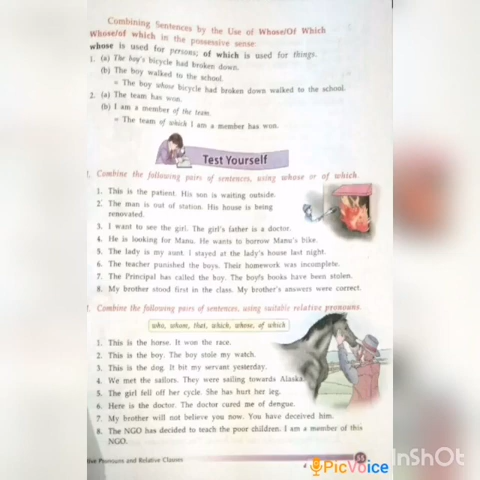 Combining Sentences by the Use of Whose/Of Which
Whose/of which in the possessive sense:
whose is used for persons; of which is used for things.
1. (a) The boy's bicycle had broken down.
(b) The boy walked to the school.
= The boy whose bicycle had broken down walked to the school.
2. (a) The team has won.
(b) I am a member of the team.
= The team of which I am a member has won.
Test Yourself
Combine the following pairs of sentences, using whose or of which.
1. This is the patient. His son is waiting outside.
2. The man is out of station. His house is being
renovated.
3. I want to see the girl. The girl's father is a doctor.
4. He is looking for Manu. He wants to borrow Manu's bike.
5. The lady is my aunt. I stayed at the lady's house last night.
6. The teacher punished the boys. Their homework was incomplete.
7. The Principal has called the boy. The boy's books have been stolen.
8. My brother stood first in the class. My brother's answers were correct.
Combine the following pairs of sentences, using suitable relative pronouns.
who, whom, that, which, whose, of which
1. This is the horse. It won the race.
2. This is the boy. The boy stole my watch.
3. This is the dog. It bit my servant yesterday.
4. We met the sailors. They were sailing towards Alaska.
5. The girl fell off her cycle. She has hurt her leg.
6. Here is the doctor. The doctor cured me of dengue.
7. My brother will not believe you now. You have deceived him.
8. The NGO has decided to teach the poor children. I am a member of this
NGO.
tive Pronouns and Relative Clauses
PicVoice
InShOt